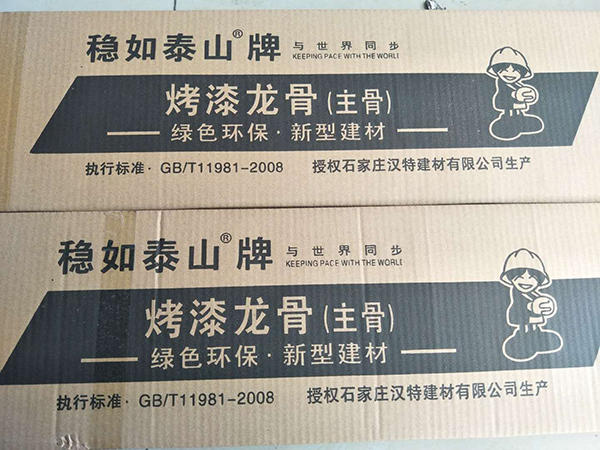 稳如泰山®牌 与世界同步
KEEPING PACE WITH THE WORLD
烤漆龙骨(主骨)
绿色环保·新型建材
执行标准·GB/T11981-2008 授权石家庄汉特建材有限公司生产
稳如泰山®牌 与世界同步
KEEPING PACE WITH THE WORLD
烤漆龙骨(主骨)
绿色环保·新型建材
执行标准·GB/T11981-2008 授权石家庄汉特建材有限公司生产